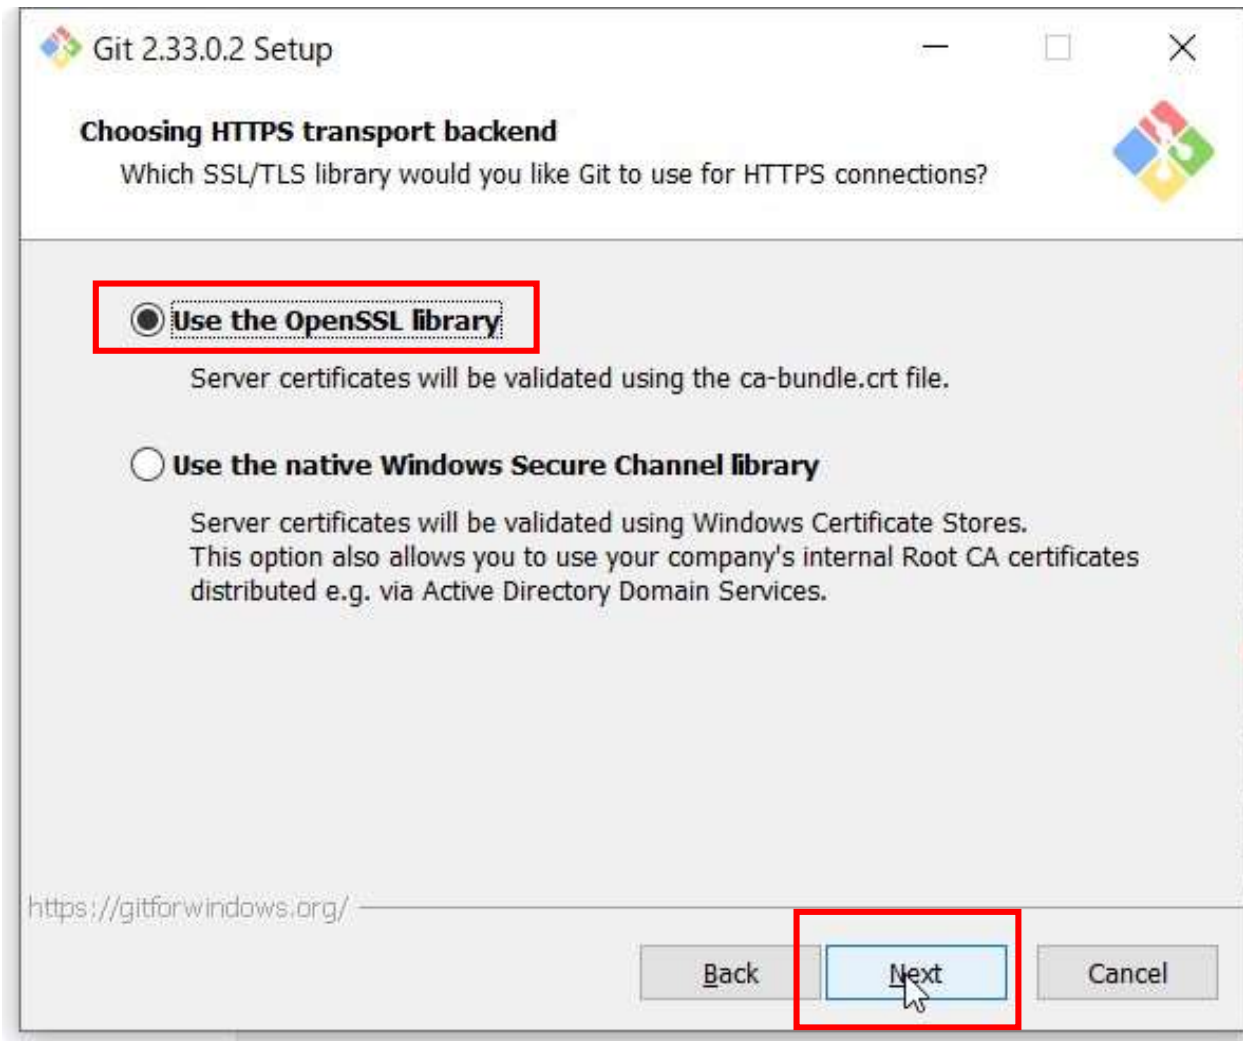 Git 2.33.0.2 Setup
Choosing HTTPS transport backend
Which SSL/TLS library would you like Git to use for HTTPS connections?
Use the OpenSSL library
Server certificates will be validated using the ca-bundle.crt file.
Use the native Windows Secure Channel library
Server certificates will be validated using Windows Certificate Stores.
This option also allows you to use your company's internal Root CA certificates
distributed e.g. via Active Directory Domain Services.
https://gitforwindows.org/
Back Next Cancel